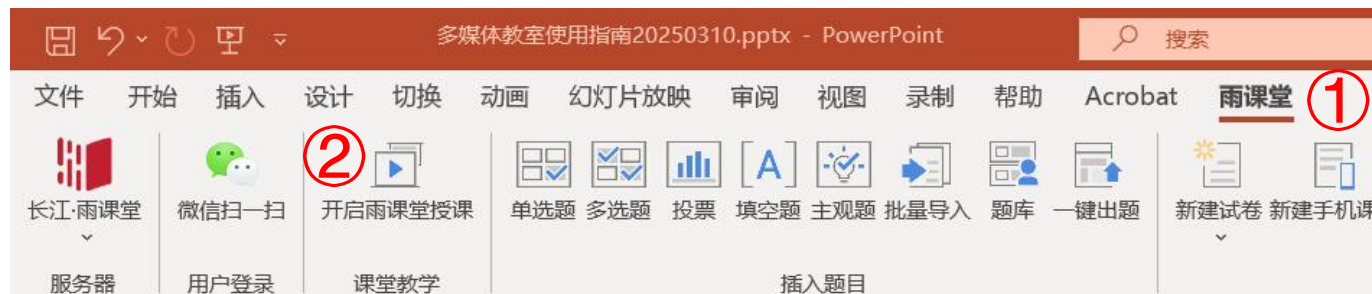 多媒体教室使用指南20250310.pptx - PowerPoint 搜索
文件 开始 插入 设计 切换 动画 幻灯片放映 审阅 视图 录制 帮助 Acrobat 雨课堂 ①
②
[A]
长江·雨课堂 微信扫一扫 开启雨课堂授课 单选题 多选题 投票 填空题 主观题 批量导入 题库 一键出题 新建试卷 新建手机课
服务器 用户登录 课堂教学 插入题目